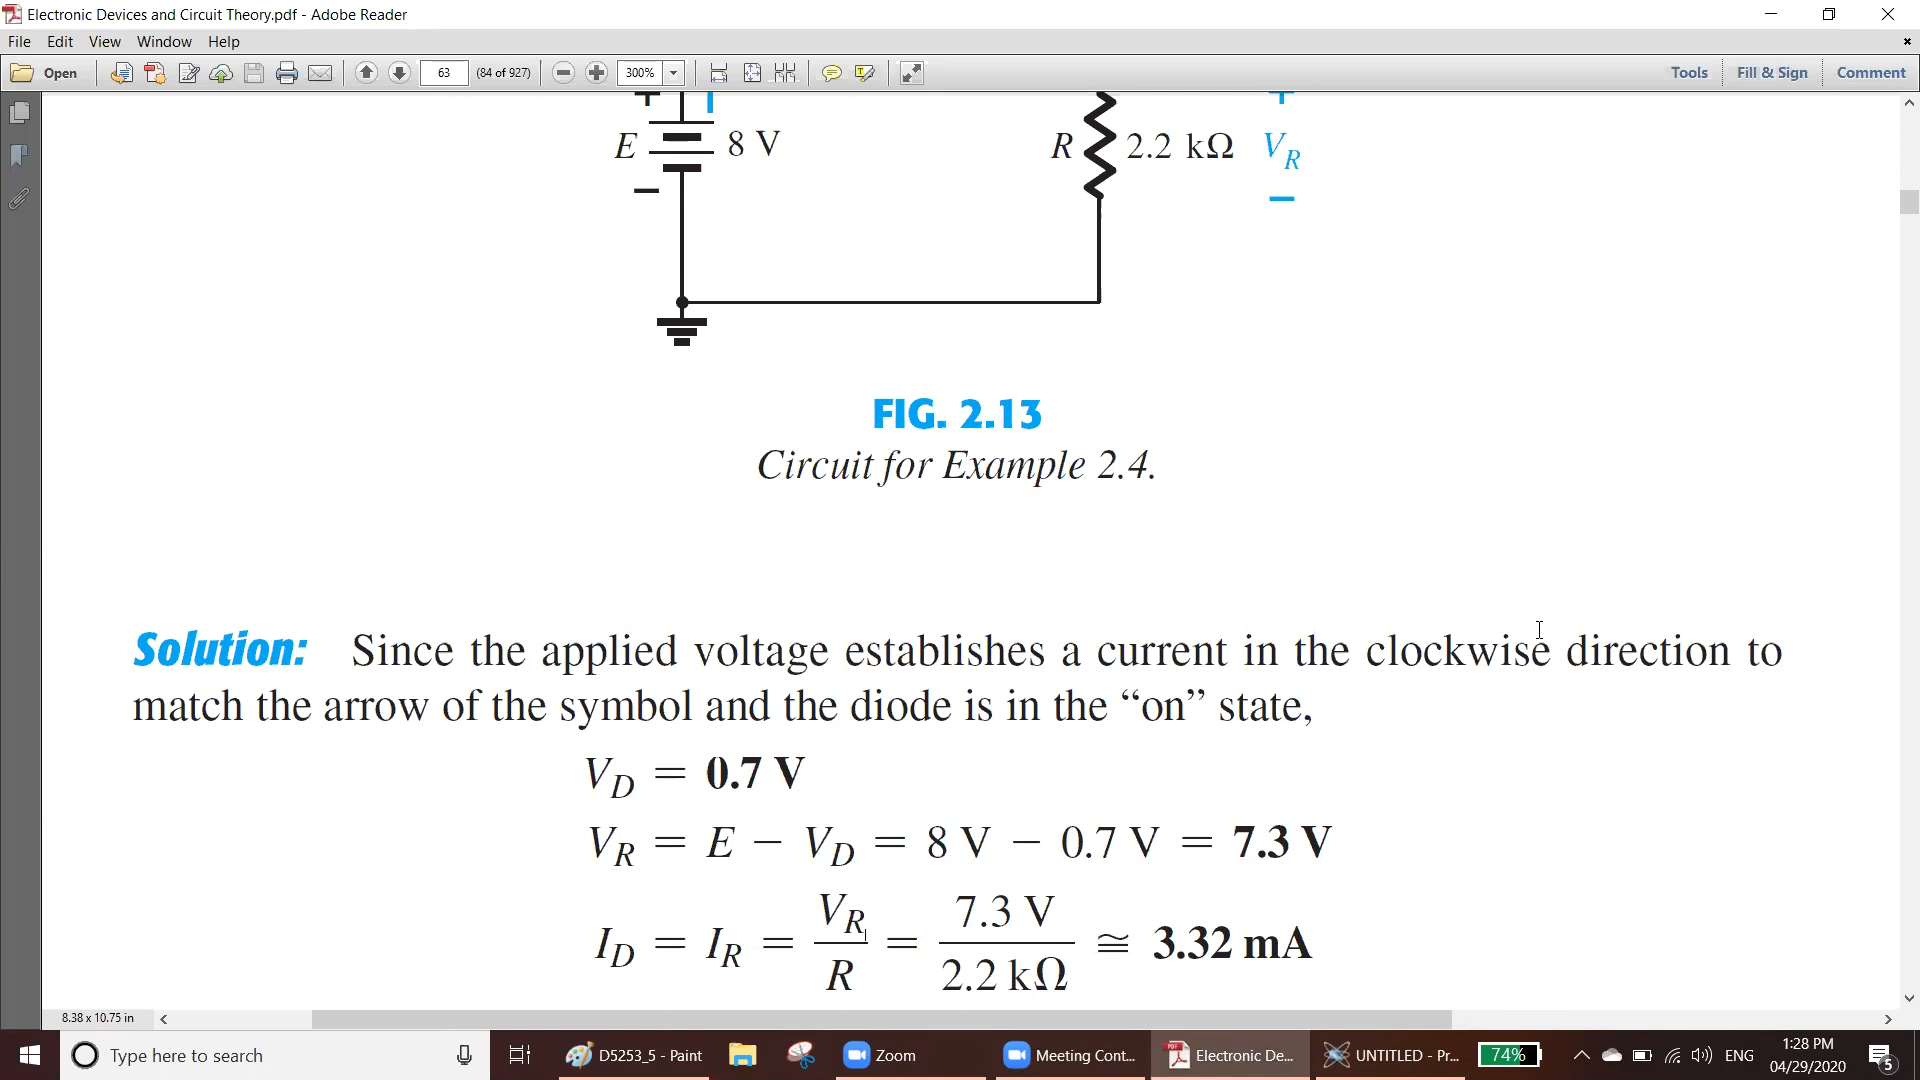 Electronic Devices and Circuit Theory.pdf - Adobe Reader
File Edit View Window Help
Open 63 (84 of 927) 300% Tools Fill & Sign Comment
+ +
E 8 V R 2.2 kΩ V_R
− −
FIG. 2.13
Circuit for Example 2.4.
Solution: Since the applied voltage establishes a current in the clockwise direction to
match the arrow of the symbol and the diode is in the “on” state,
V_D = 0.7 V
V_R = E − V_D = 8 V − 0.7 V = 7.3 V
I_D = I_R = V_R / R = 7.3 V / 2.2 kΩ ≅ 3.32 mA
8.38 x 10.75 in
Type here to search D5253_5 - Paint Zoom Meeting Cont... Electronic De... UNTITLED - Pr... 74% ENG 1:28 PM
04/29/2020 5